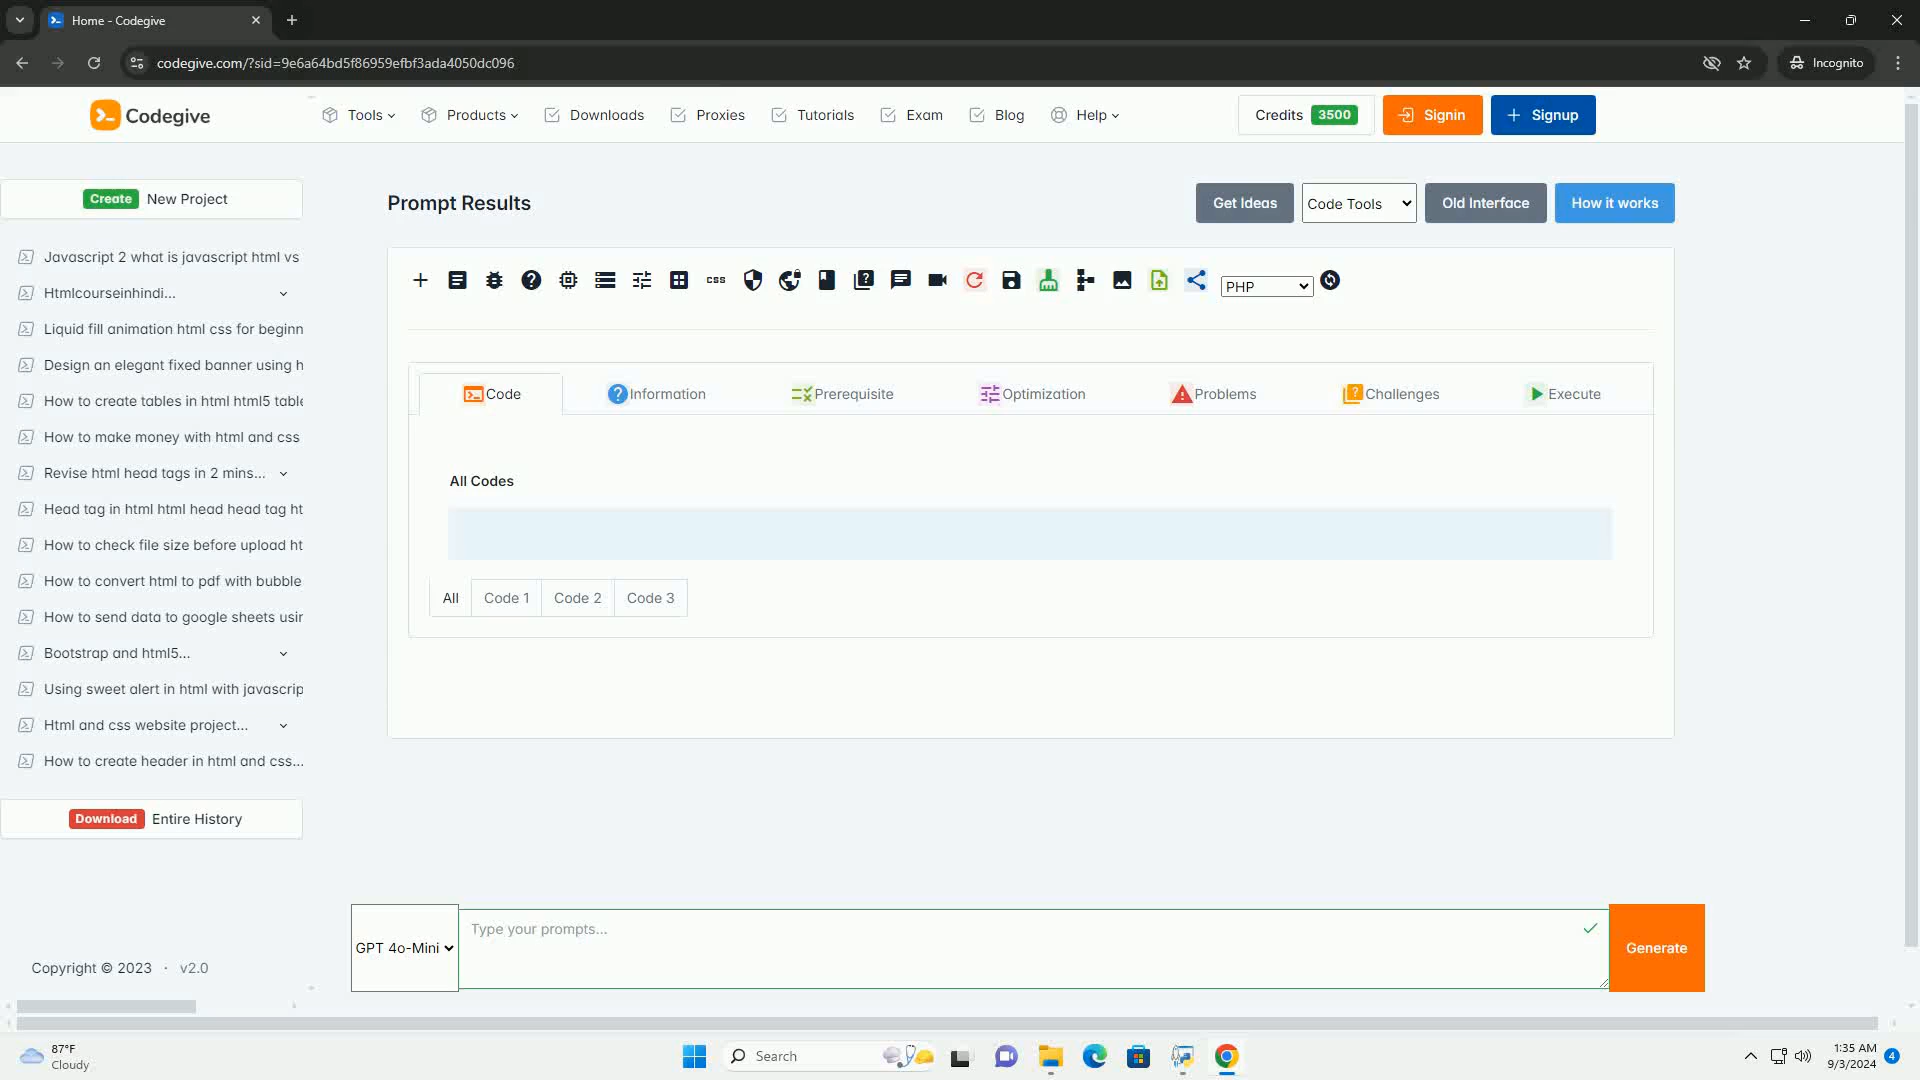 Home - Codegive
codegive.com/?sid=9e6a64bd5f86959efbf3ada4050dc096
Incognito
Codegive
Tools
Products
Downloads
Proxies
Tutorials
Exam
Blog
Help
Credits 3500
Signin
Signup
Create New Project
Javascript 2 what is javascript html vs
Htmlcourseinhindi...
Liquid fill animation html css for beginn
Design an elegant fixed banner using h
How to create tables in html html5 table
How to make money with html and css
Revise html head tags in 2 mins...
Head tag in html html head head tag ht
How to check file size before upload ht
How to convert html to pdf with bubble
How to send data to google sheets usin
Bootstrap and html5...
Using sweet alert in html with javascrip
Html and css website project...
How to create header in html and css...
Download Entire History
Copyright © 2023 · v2.0
Prompt Results
Get Ideas
Code Tools
Old Interface
How it works
css
PHP
Code
Information
Prerequisite
Optimization
Problems
Challenges
Execute
All Codes
All
Code 1
Code 2
Code 3
GPT 4o-Mini
Type your prompts...
Generate
87°F
Cloudy
Search
1:35 AM
9/3/2024
4